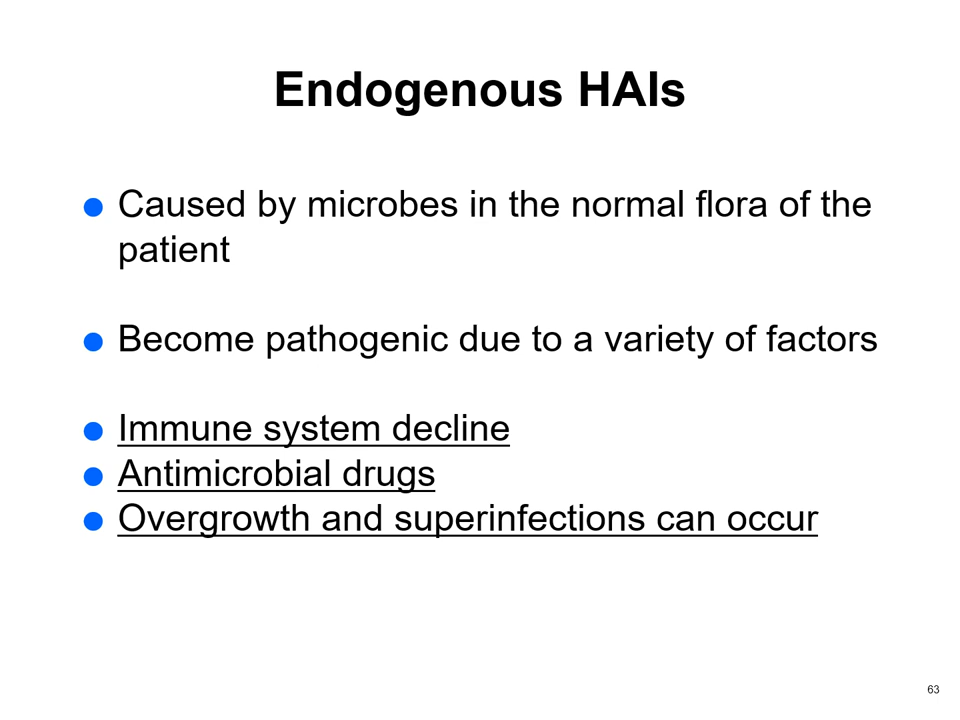 Endogenous HAIs
● Caused by microbes in the normal flora of the
patient
● Become pathogenic due to a variety of factors
● Immune system decline
● Antimicrobial drugs
● Overgrowth and superinfections can occur
63